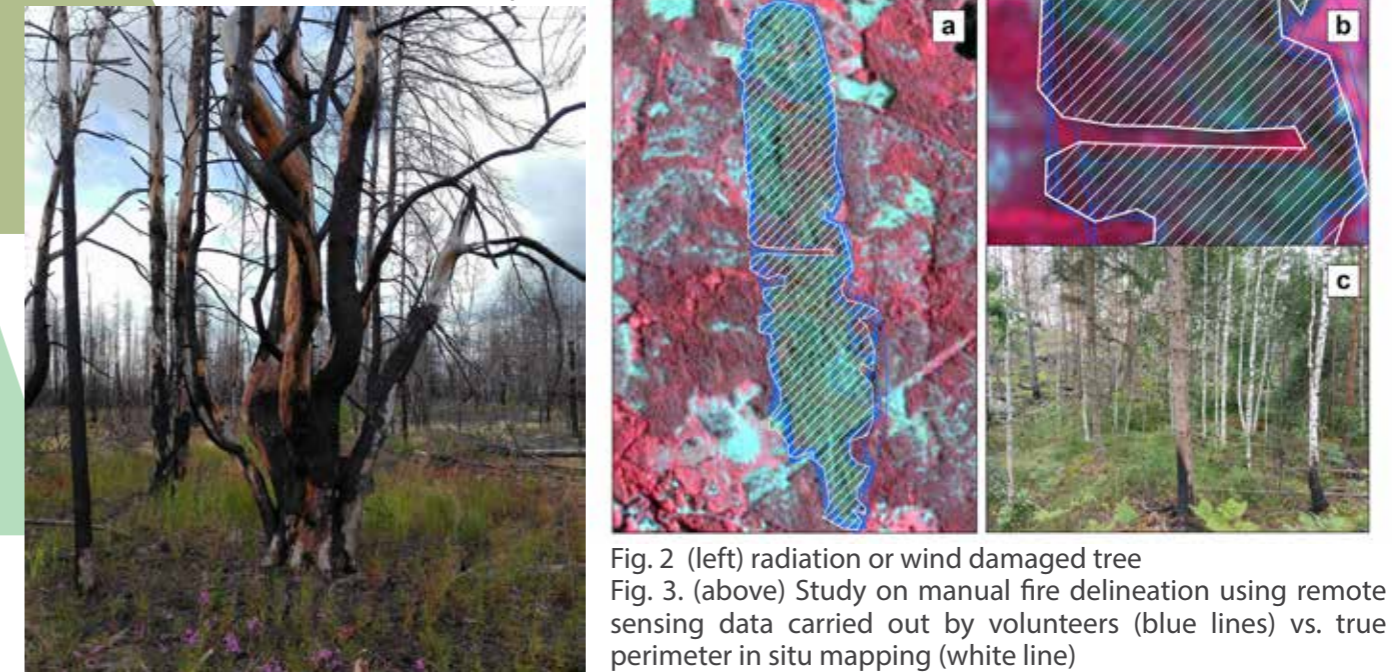 a
b
c
Fig. 2 (left) radiation or wind damaged tree
Fig. 3. (above) Study on manual fire delineation using remote
sensing data carried out by volunteers (blue lines) vs. true
perimeter in situ mapping (white line)